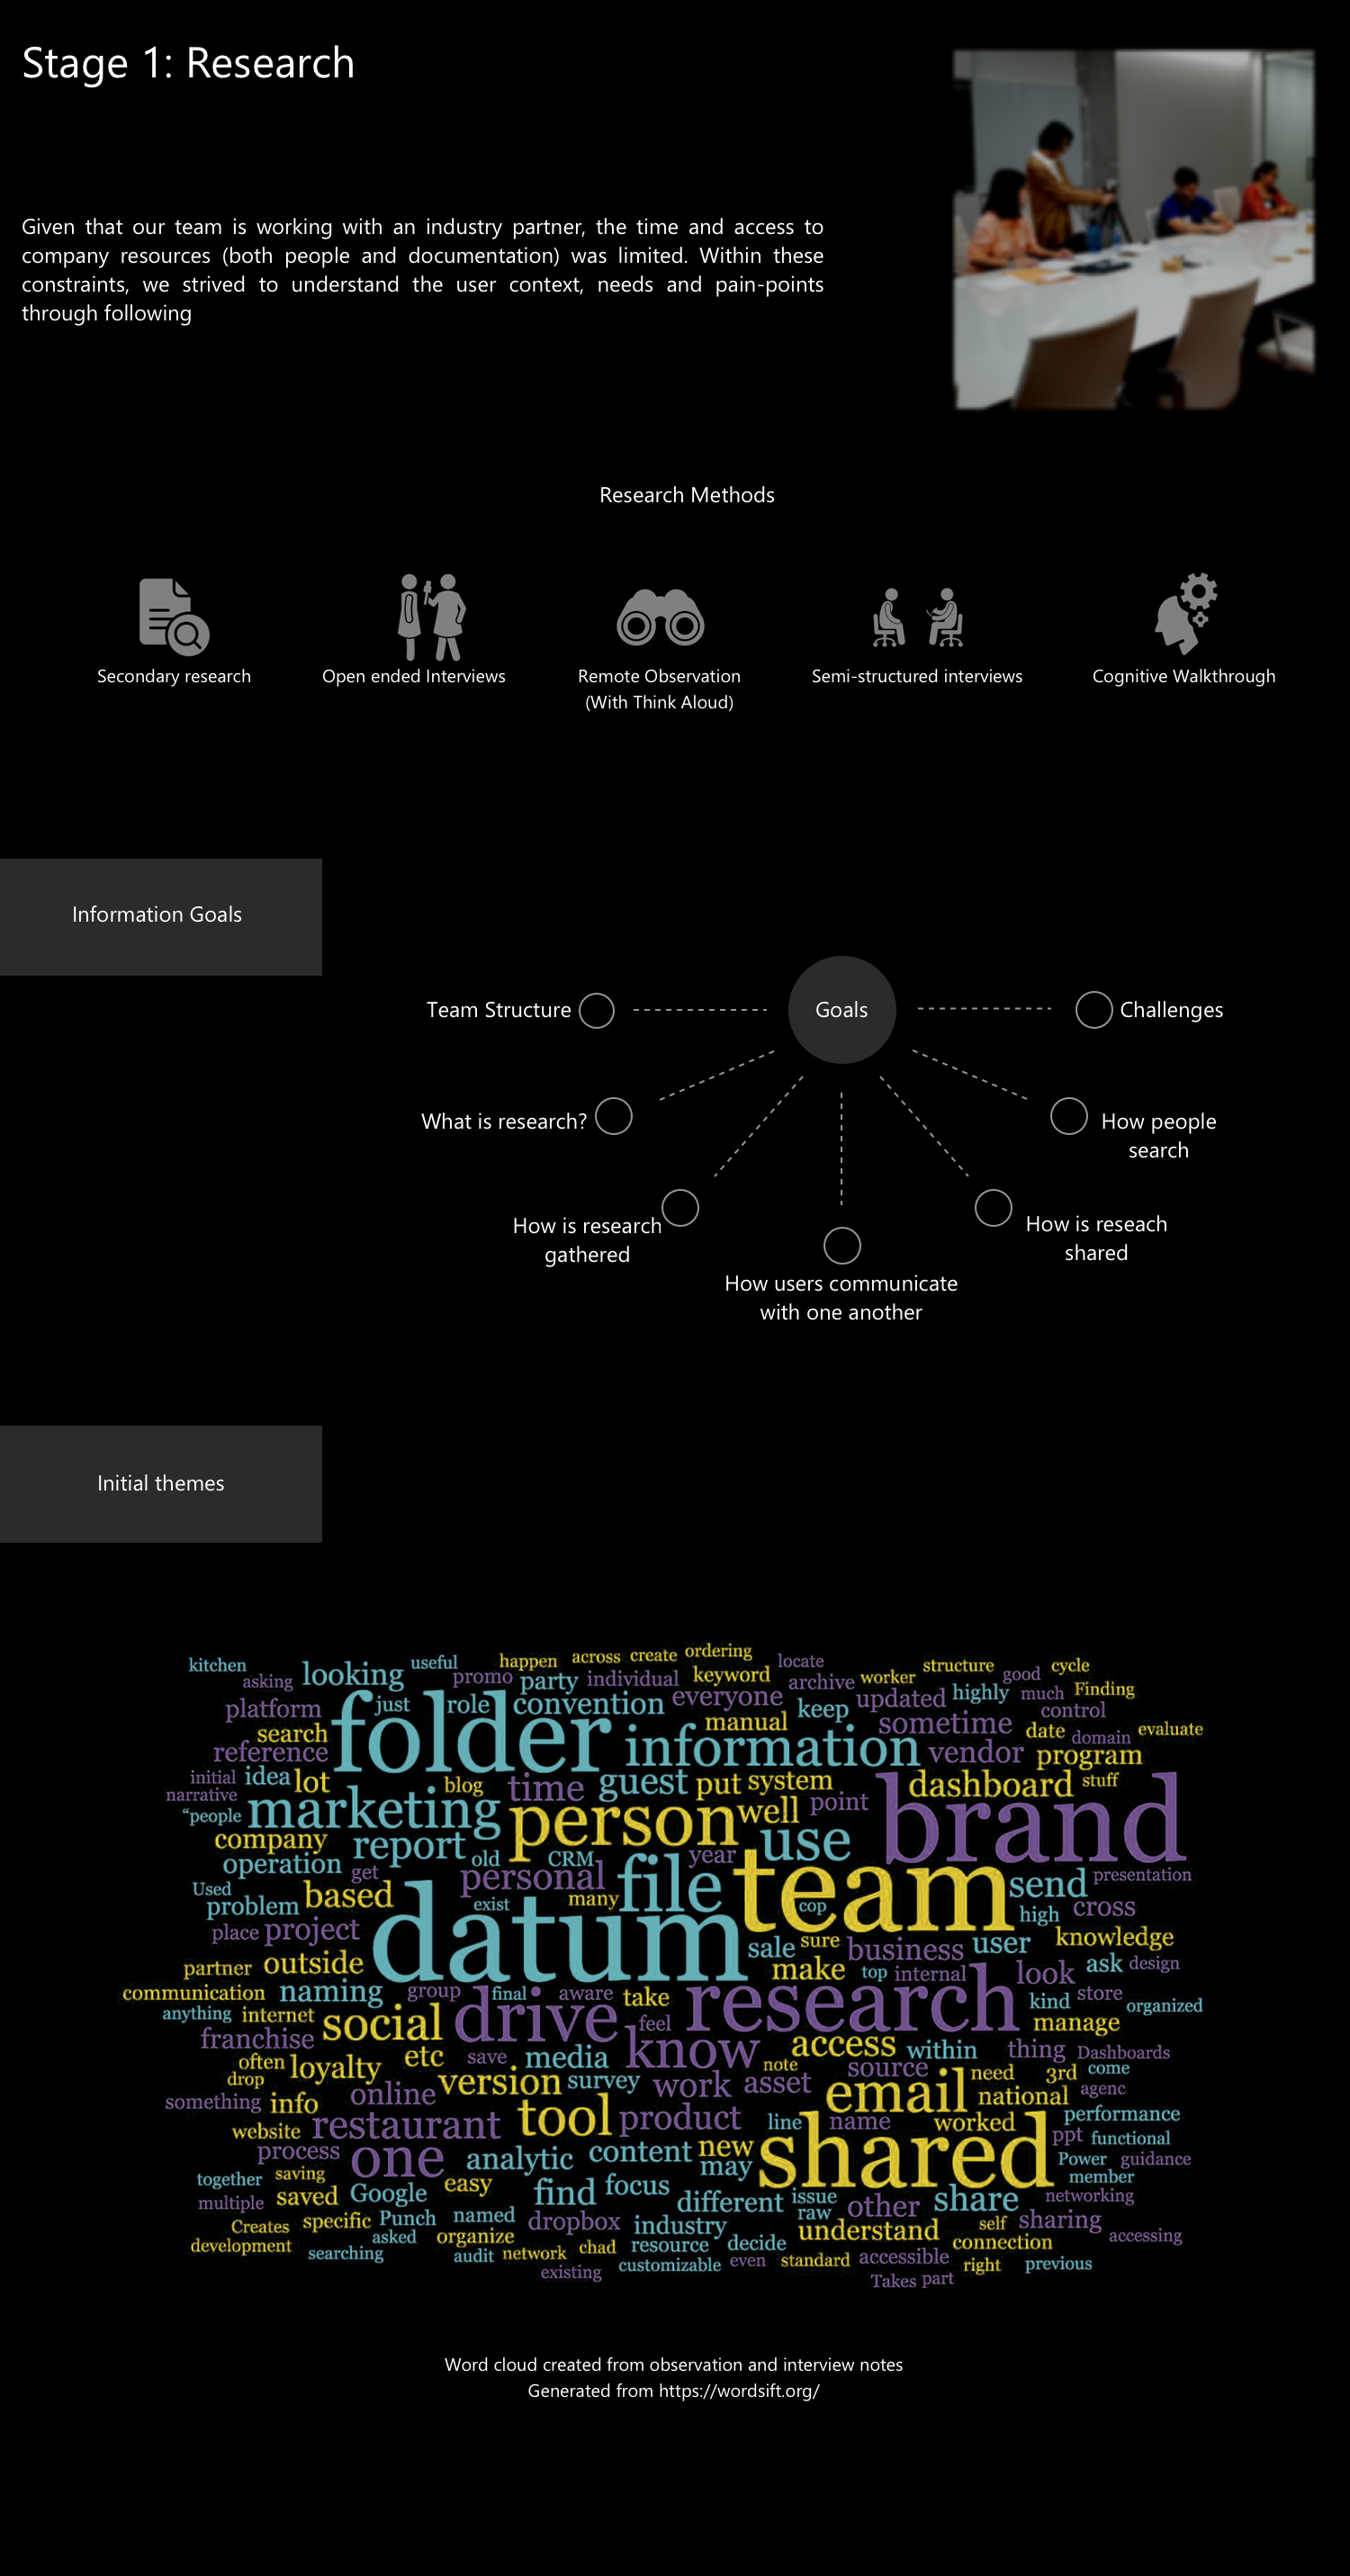 Stage 1: Research
Given that our team is working with an industry partner, the time and access to
company resources (both people and documentation) was limited. Within these
constraints, we strived to understand the user context, needs and pain-points
through following
Research Methods
Secondary research
Open ended Interviews
Remote Observation
(With Think Aloud)
Semi-structured interviews
Cognitive Walkthrough
Information Goals
Goals
Team Structure
Challenges
What is research?
How people
search
How is research
gathered
How is reseach
shared
How users communicate
with one another
Initial themes
kitchen looking useful happen across create ordering locate structure good cycle
asking promo party individual keyword archive worker highly much Finding
platform folder just role convention everyone keep updated control
search manual sometime date domain evaluate
reference information vendor program
initial idea lot blog time guest put system dashboard stuff
narrative marketing person well point brand
“people
company report old CRM year use
operation get personal file team send presentation
Used problem based exist many cop high cross
place project datum sale sure business user knowledge
partner outside make top internal look ask design
communication naming group final aware take research kind store organized
anything internet social drive feel manage
franchise know access within thing Dashboards
often loyalty etc save media note source need 3rd come
drop version survey work asset email national agenc
something info online
website restaurant tool product line name worked performance
process one analytic content new shared ppt functional
together saving easy may Power guidance
multiple saved Google find focus different issue other share member networking
Creates specific Punch named dropbox industry raw understand self sharing
development asked organize resource decide connection accessing
searching audit network chad customizable even standard accessible right previous
existing Takes part
Word cloud created from observation and interview notes
Generated from https://wordsift.org/